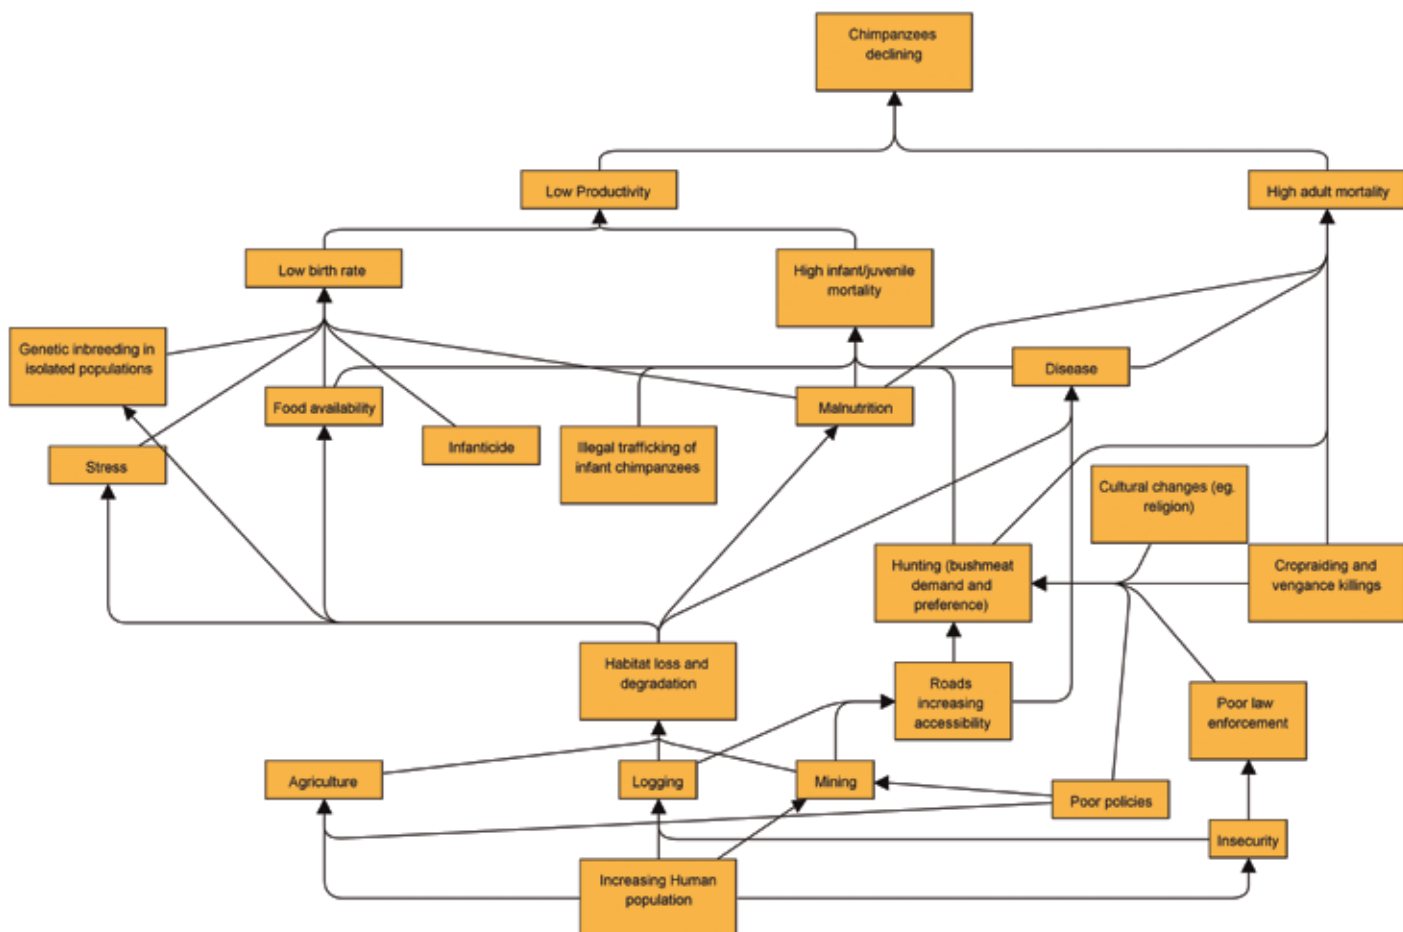 Chimpanzees
declining
Low Productivity
High adult mortality
Low birth rate
High infant/juvenile
mortality
Genetic inbreeding in
isolated populations
Food availability
Malnutrition
Disease
Stress
Infanticide
Illegal trafficking of
infant chimpanzees
Cultural changes (eg.
religion)
Hunting (bushmeat
demand and
preference)
Cropraiding and
vengance killings
Habitat loss and
degradation
Roads
increasing
accessibility
Poor law
enforcement
Agriculture
Logging
Mining
Poor policies
Insecurity
Increasing Human
population